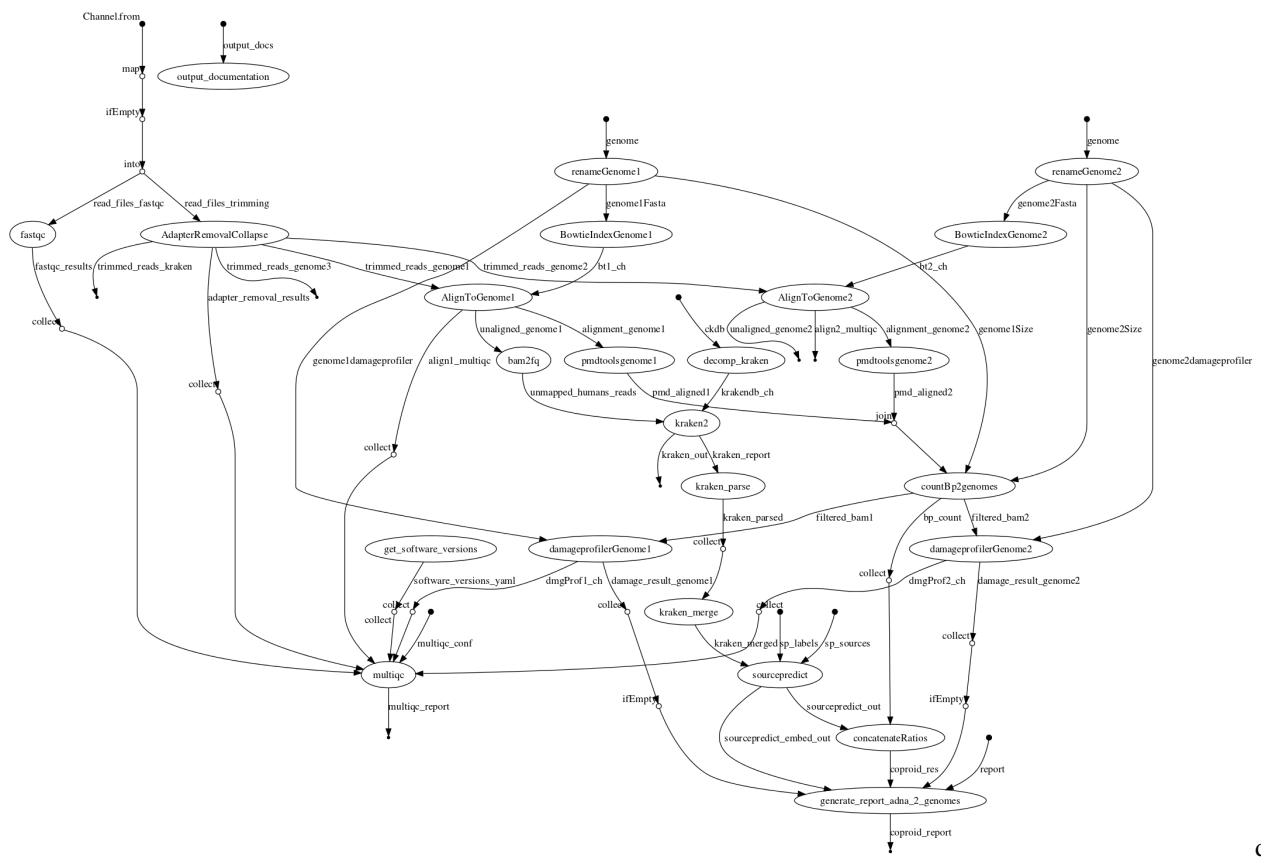 Channel.from
output_docs
map
output_documentation
ifEmpty
genome
genome
into
renameGenome1
renameGenome2
read_files_fastqc
read_files_trimming
genome1Fasta
genome2Fasta
fastqc
AdapterRemovalCollapse
BowtieIndexGenome1
BowtieIndexGenome2
fastqc_results
trimmed_reads_kraken
trimmed_reads_genome3
trimmed_reads_genome1
trimmed_reads_genome2
bt1_ch
bt2_ch
adapter_removal_results
AlignToGenome1
AlignToGenome2
collect
unaligned_genome1
alignment_genome1
ckdb
unaligned_genome2
align2_multiqc
alignment_genome2
genome1Size
genome2Size
genome1damageprofiler
align1_multiqc
bam2fq
pmdtoolsgenome1
decomp_kraken
pmdtoolsgenome2
genome2damageprofiler
collect
unmapped_humans_reads
pmd_aligned1
krakendb_ch
pmd_aligned2
kraken2
join
collect
kraken_out
kraken_report
kraken_parse
countBp2genomes
kraken_parsed
filtered_bam1
bp_count
filtered_bam2
get_software_versions
damageprofilerGenome1
collect
damageprofilerGenome2
software_versions_yaml
dmgProf1_ch
damage_result_genome1
collect
dmgProf2_ch
damage_result_genome2
collect
collect
collect
kraken_merge
collect
multiqc_conf
kraken_merged
sp_labels
sp_sources
collect
multiqc
sourcepredict
multiqc_report
ifEmpty
sourcepredict_out
ifEmpty
sourcepredict_embed_out
concatenateRatios
coproid_res
report
generate_report_adna_2_genomes
coproid_report